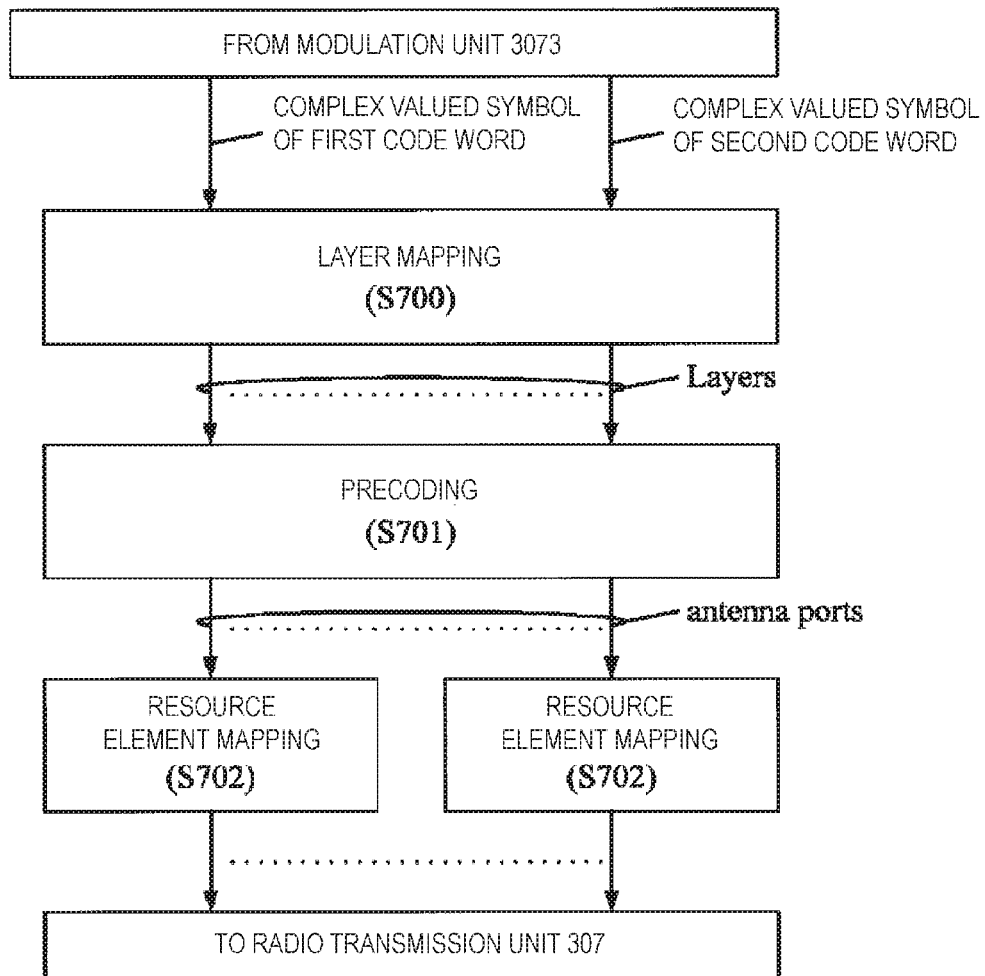 FROM MODULATION UNIT 3073
COMPLEX VALUED SYMBOL
OF FIRST CODE WORD
COMPLEX VALUED SYMBOL
OF SECOND CODE WORD
LAYER MAPPING
(S700)
Layers
PRECODING
(S701)
antenna ports
RESOURCE
ELEMENT MAPPING
(S702)
RESOURCE
ELEMENT MAPPING
(S702)
TO RADIO TRANSMISSION UNIT 307